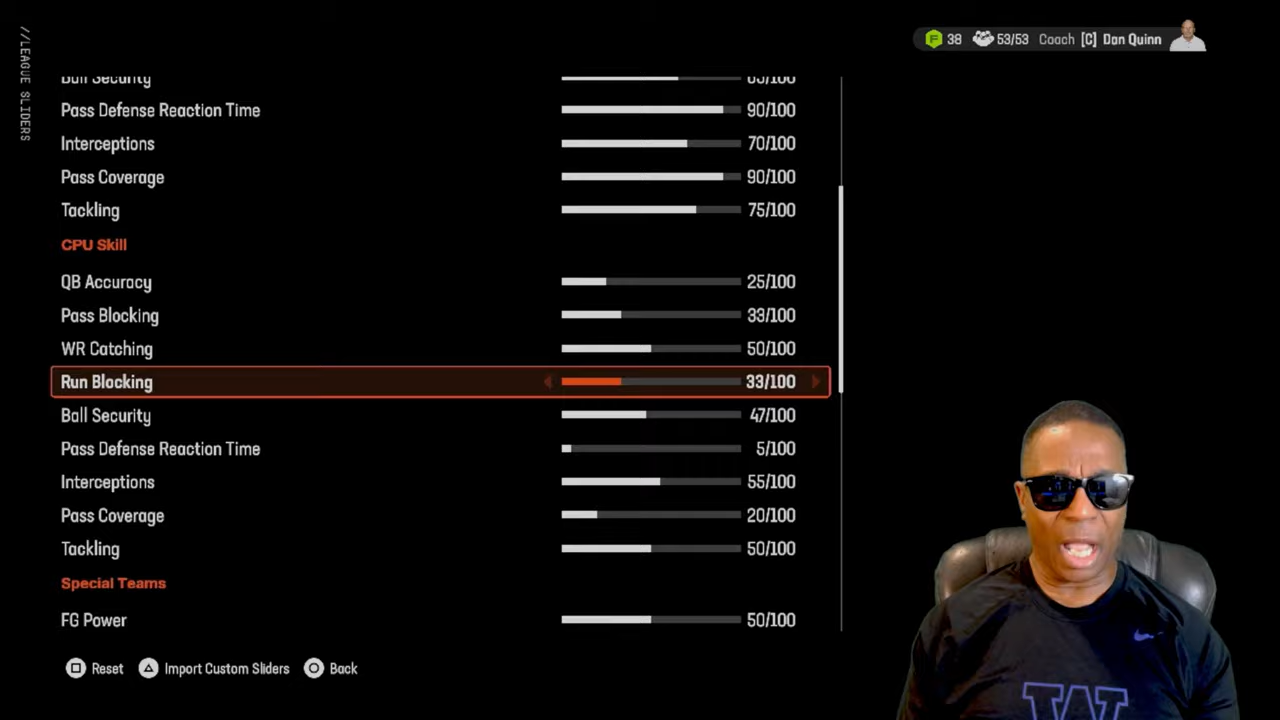 //LEAGUE SLIDERS
38 53/53 Coach [C] Dan Quinn
Ball Security
Pass Defense Reaction Time 90/100
Interceptions 70/100
Pass Coverage 90/100
Tackling 75/100
CPU Skill
QB Accuracy 25/100
Pass Blocking 33/100
WR Catching 50/100
Run Blocking 33/100
Ball Security 47/100
Pass Defense Reaction Time 5/100
Interceptions 55/100
Pass Coverage 20/100
Tackling 50/100
Special Teams
FG Power 50/100
Reset Import Custom Sliders Back
W